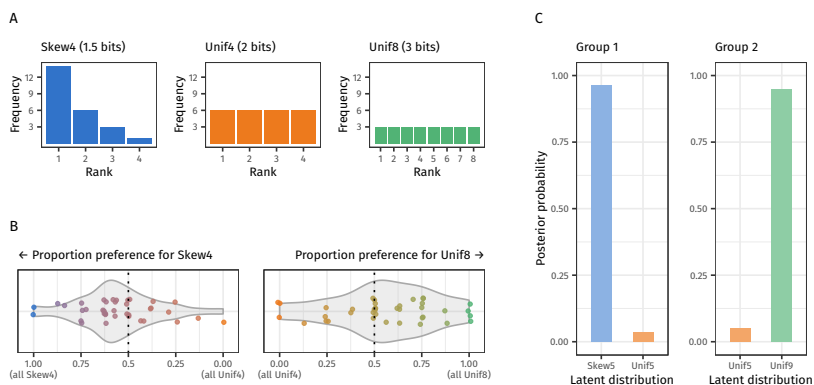 A
Skew4 (1.5 bits)
Frequency
12
9
6
3
1 2 3 4
Rank
Unif4 (2 bits)
Frequency
12
9
6
3
1 2 3 4
Rank
Unif8 (3 bits)
Frequency
12
9
6
3
1 2 3 4 5 6 7 8
Rank
B
← Proportion preference for Skew4
1.00 0.75 0.5 0.25 0.00
(all Skew4) (all Unif4)
Proportion preference for Unif8 →
0.00 0.25 0.5 0.75 1.00
(all Unif4) (all Unif8)
C
Posterior probability
Group 1
1.00
0.75
0.50
0.25
0.00
Skew5 Unif5
Latent distribution
Group 2
1.00
0.75
0.50
0.25
0.00
Unif5 Unif9
Latent distribution